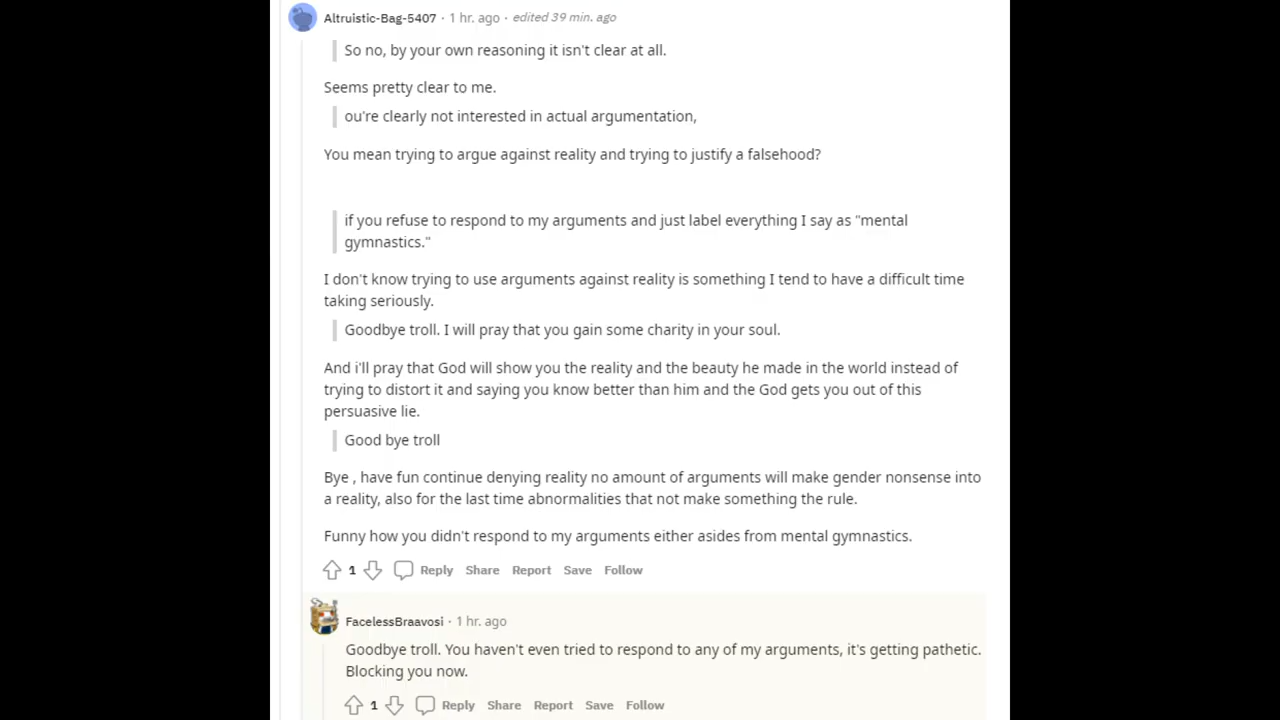 Altruistic-Bag-5407 · 1 hr. ago · edited 39 min. ago
So no, by your own reasoning it isn't clear at all.
Seems pretty clear to me.
ou're clearly not interested in actual argumentation,
You mean trying to argue against reality and trying to justify a falsehood?
if you refuse to respond to my arguments and just label everything I say as "mental
gymnastics."
I don't know trying to use arguments against reality is something I tend to have a difficult time
taking seriously.
Goodbye troll. I will pray that you gain some charity in your soul.
And i'll pray that God will show you the reality and the beauty he made in the world instead of
trying to distort it and saying you know better than him and the God gets you out of this
persuasive lie.
Good bye troll
Bye , have fun continue denying reality no amount of arguments will make gender nonsense into
a reality, also for the last time abnormalities that not make something the rule.
Funny how you didn't respond to my arguments either asides from mental gymnastics.
1 Reply Share Report Save Follow
FacelessBraavosi · 1 hr. ago
Goodbye troll. You haven't even tried to respond to any of my arguments, it's getting pathetic.
Blocking you now.
1 Reply Share Report Save Follow